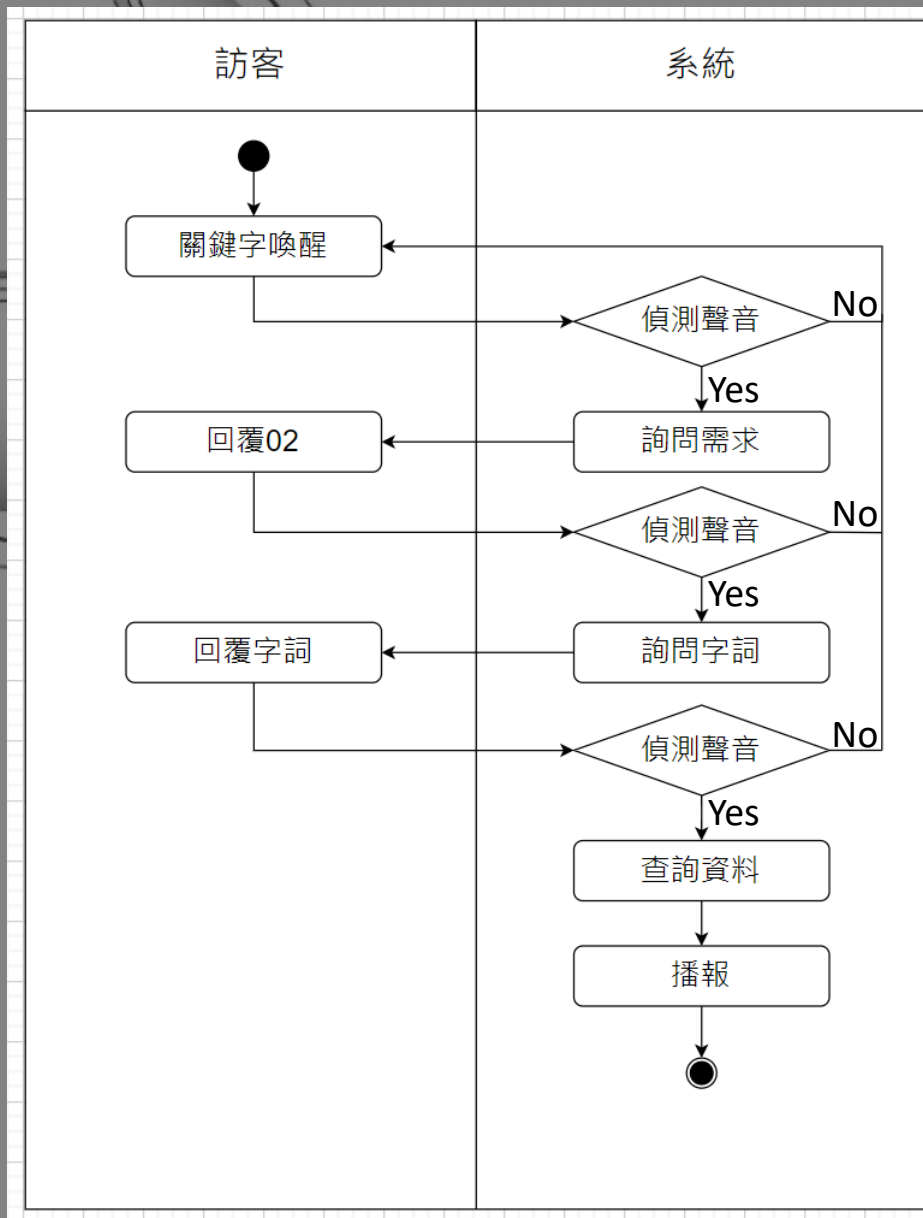 訪客
系統
關鍵字喚醒
偵測聲音
No
Yes
回覆02
詢問需求
偵測聲音
No
Yes
回覆字詞
詢問字詞
偵測聲音
No
Yes
查詢資料
播報